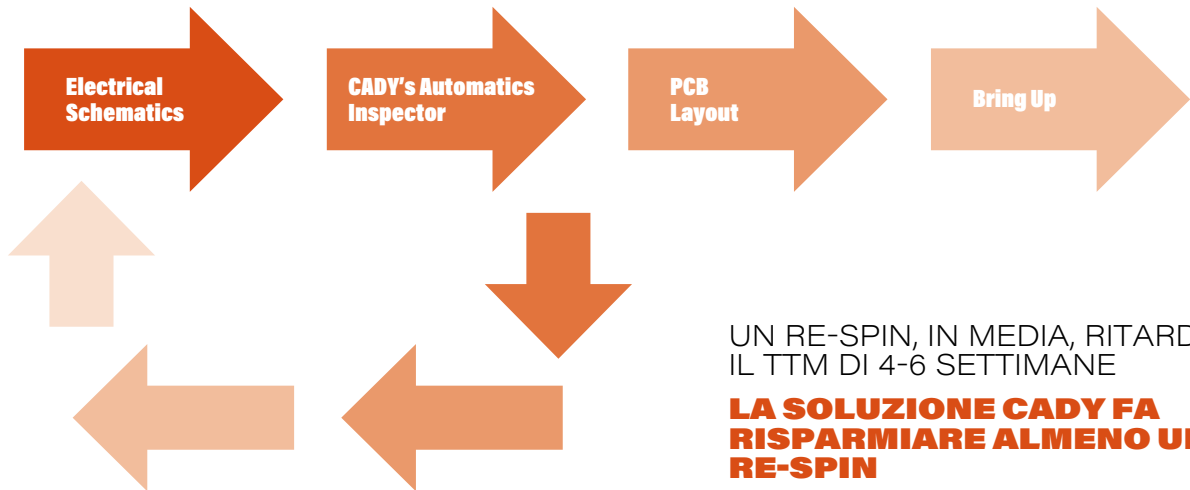 Electrical
Schematics
CADY's Automatics
Inspector
PCB
Layout
Bring Up
UN RE-SPIN, IN MEDIA, RITARD
IL TTM DI 4-6 SETTIMANE
LA SOLUZIONE CADY FA
RISPARMIARE ALMENO U
RE-SPIN